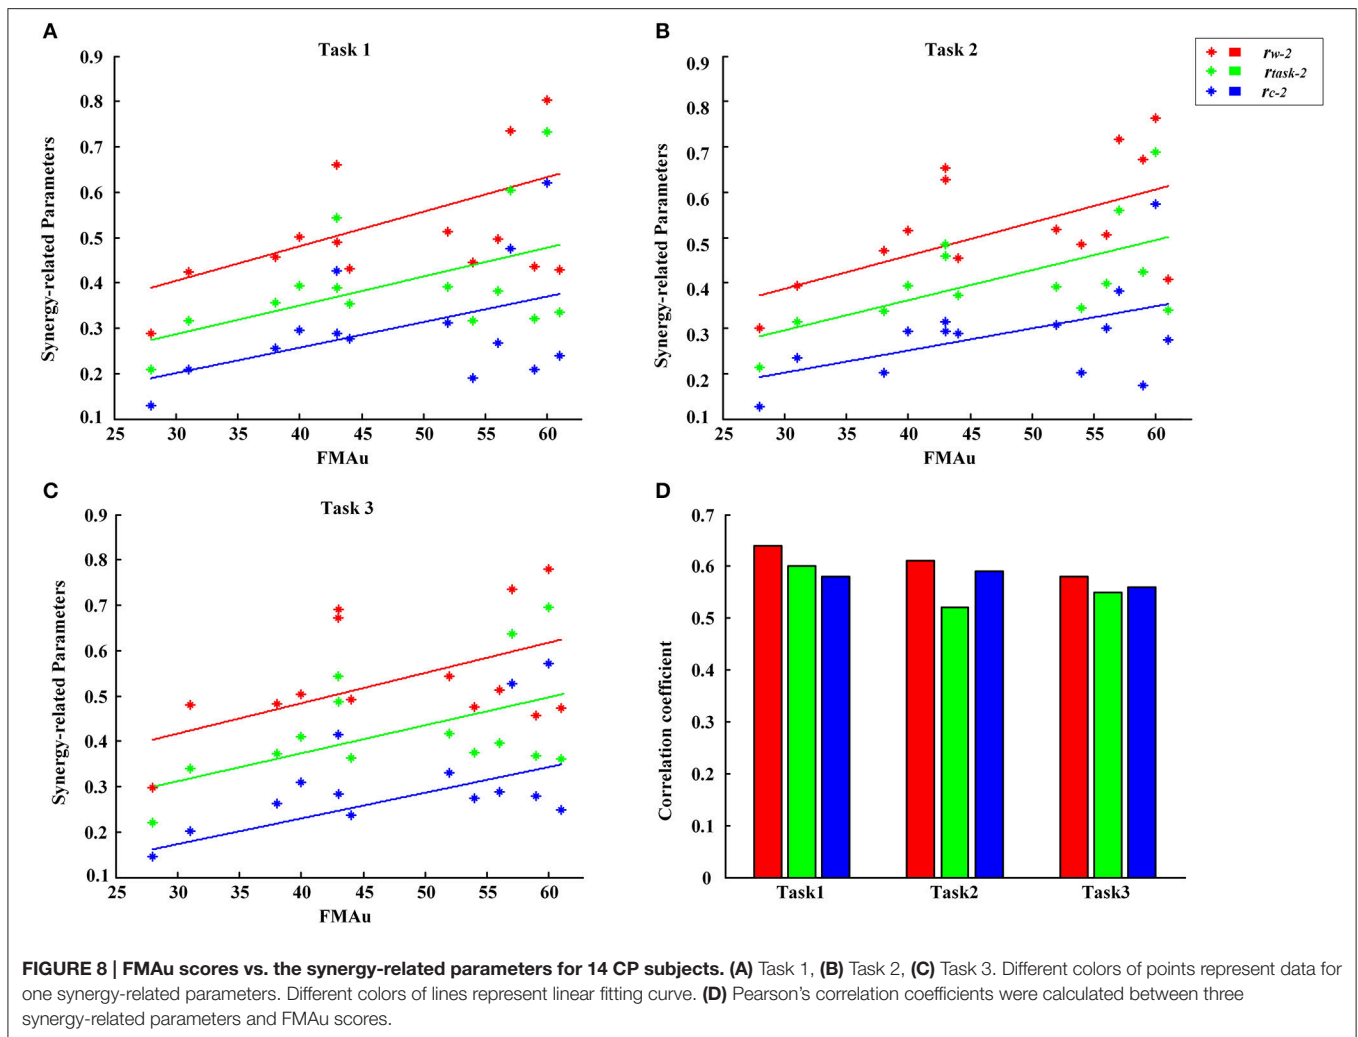 A
Task 1
0.9
0.8
0.7
0.6
0.5
0.4
0.3
0.2
0.1
Synergy-related Parameters
25 30 35 40 45 50 55 60
FMAu
B
Task 2
0.9
0.8
0.7
0.6
0.5
0.4
0.3
0.2
0.1
Synergy-related Parameters
25 30 35 40 45 50 55 60
FMAu
rw-2
rtask-2
rc-2
C
Task 3
0.9
0.8
0.7
0.6
0.5
0.4
0.3
0.2
0.1
Synergy-related Parameters
25 30 35 40 45 50 55 60
FMAu
D
0.7
0.6
0.5
0.4
0.3
0.2
0.1
0
Correlation coefficient
Task1 Task2 Task3
FIGURE 8 | FMAu scores vs. the synergy-related parameters for 14 CP subjects. (A) Task 1, (B) Task 2, (C) Task 3. Different colors of points represent data for
one synergy-related parameters. Different colors of lines represent linear fitting curve. (D) Pearson's correlation coefficients were calculated between three
synergy-related parameters and FMAu scores.